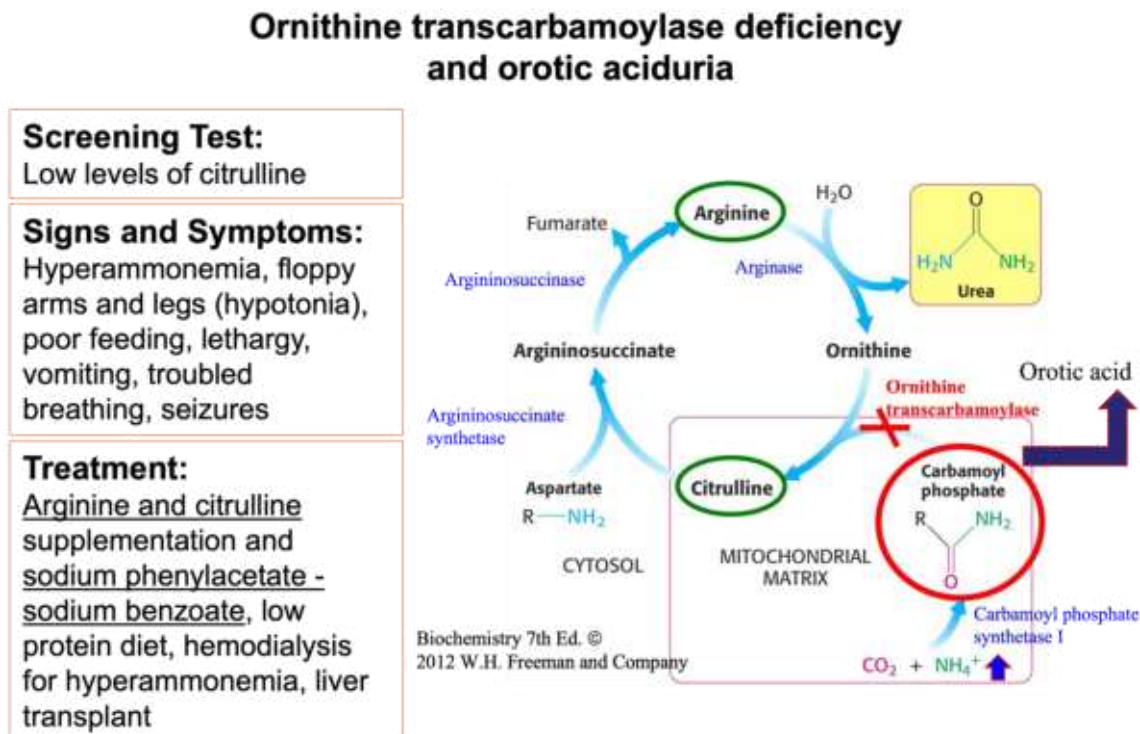 Ornithine transcarbamoylase deficiency
and orotic aciduria
Screening Test:
Low levels of citrulline
Signs and Symptoms:
Hyperammonemia, floppy
arms and legs (hypotonia),
poor feeding, lethargy,
vomiting, troubled
breathing, seizures
Treatment:
Arginine and citrulline
supplementation and
sodium phenylacetate -
sodium benzoate, low
protein diet, hemodialysis
for hyperammonemia, liver
transplant
Fumarate
Arginine
H₂O
Argininosuccinase
Arginase
O
H₂N
NH₂
Urea
Argininosuccinate
Ornithine
Ornithine
transcarbamoylase
Orotic acid
Argininosuccinate
synthetase
Aspartate
R—NH₂
Citrulline
Carbamoyl
phosphate
R
NH₂
O
CYTOSOL
MITOCHONDRIAL
MATRIX
Carbamoyl phosphate
synthetase I
CO₂ + NH₄⁺
Biochemistry 7th Ed. ©
2012 W.H. Freeman and Company